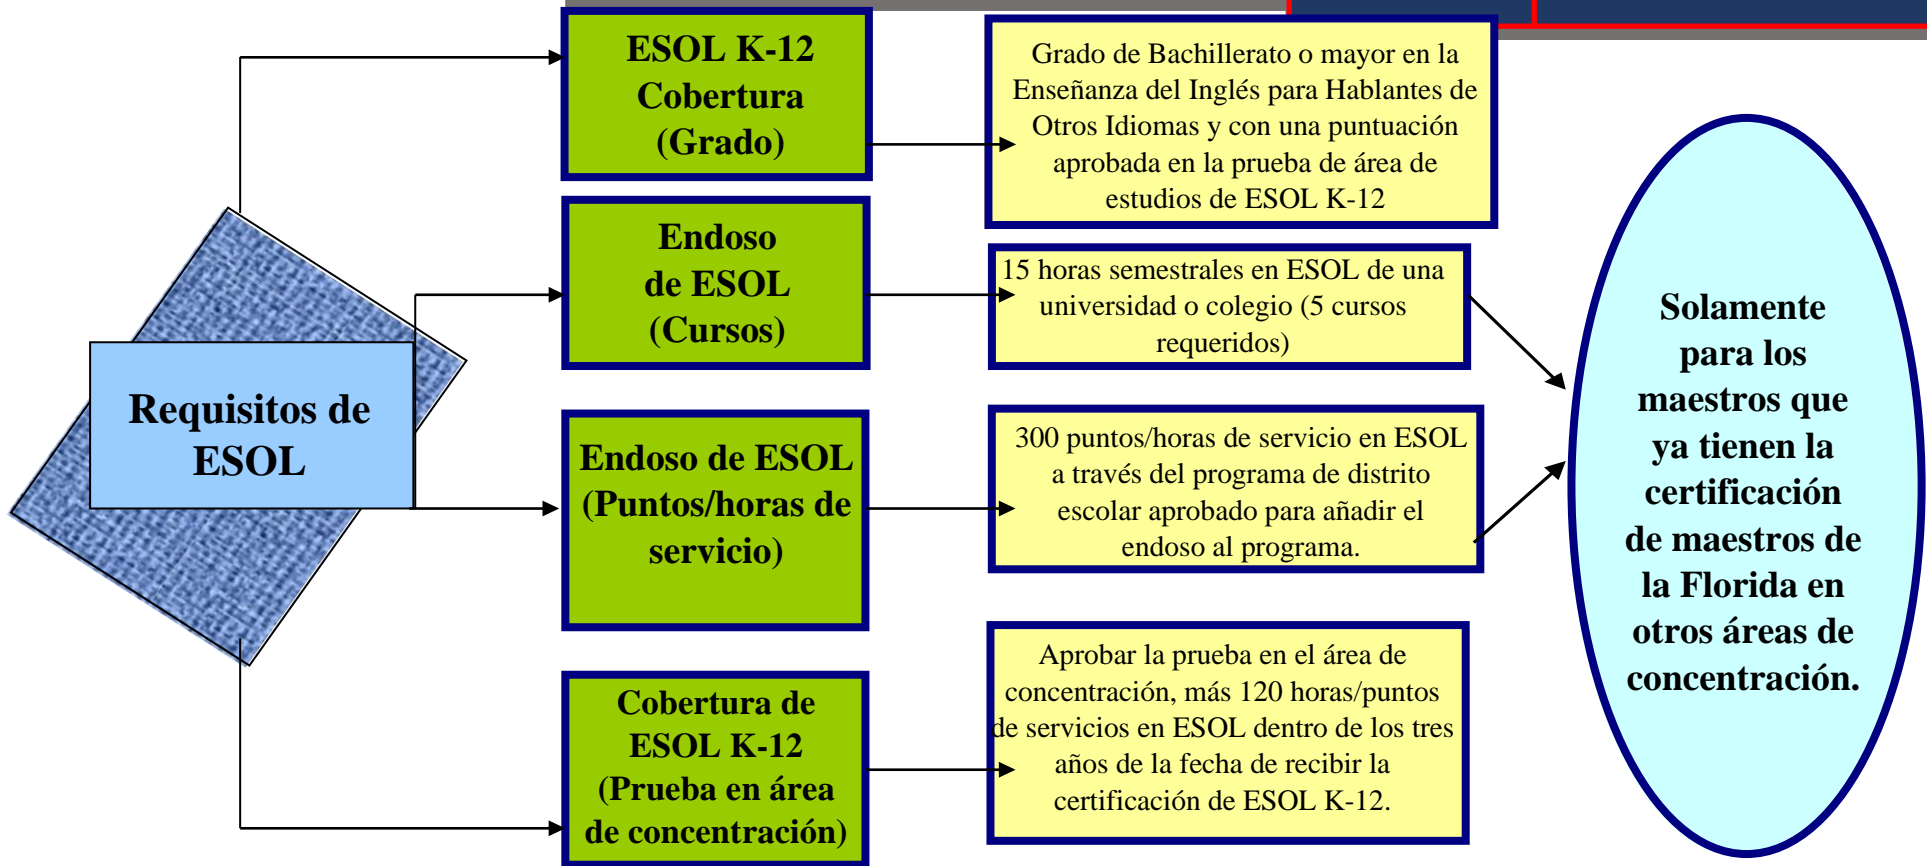 Requisitos de
ESOL
ESOL K-12
Cobertura
(Grado)
Grado de Bachillerato o mayor en la
Enseñanza del Inglés para Hablantes de
Otros Idiomas y con una puntuación
aprobada en la prueba de área de
estudios de ESOL K-12
Endoso
de ESOL
(Cursos)
15 horas semestrales en ESOL de una
universidad o colegio (5 cursos
requeridos)
Endoso de ESOL
(Puntos/horas de
servicio)
300 puntos/horas de servicio en ESOL
a través del programa de distrito
escolar aprobado para añadir el
endoso al programa.
Cobertura de
ESOL K-12
(Prueba en área
de concentración)
Aprobar la prueba en el área de
concentración, más 120 horas/puntos
de servicios en ESOL dentro de los tres
años de la fecha de recibir la
certificación de ESOL K-12.
Solamente
para los
maestros que
ya tienen la
certificación
de maestros de
la Florida en
otros áreas de
concentración.